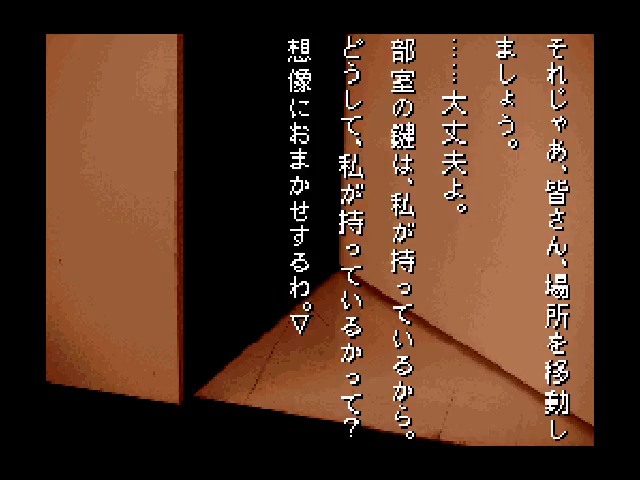 それじゃあ、皆さん、場所を移動し
ましょう。
……大丈夫よ。
部室の鍵は、私が持っているから。
どうして、私が持っているかって？
想像におまかせするわ。▽